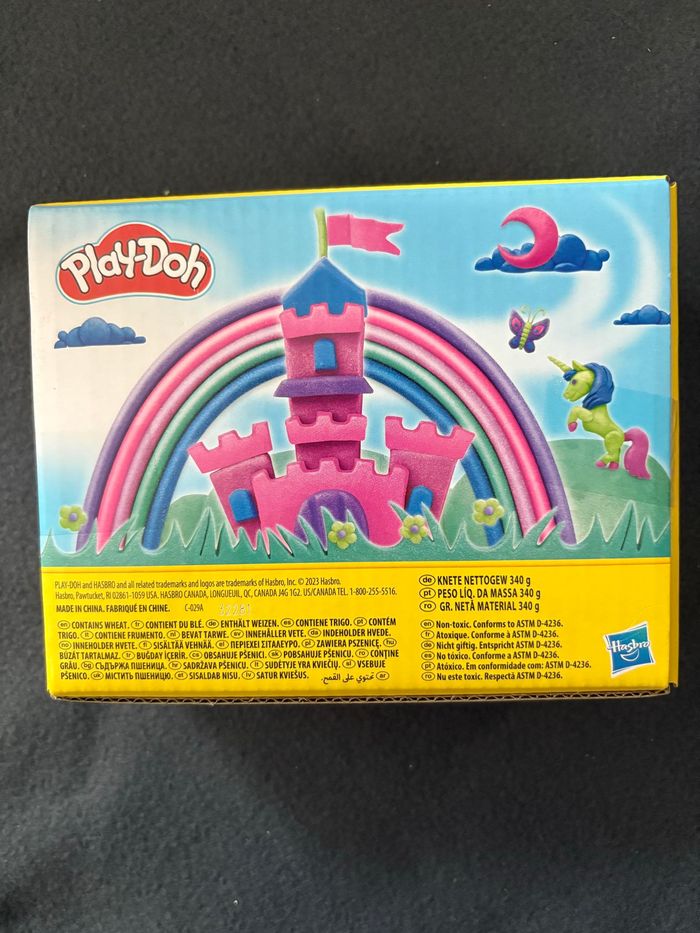 Play-Doh
PLAY-DOH and HASBRO and all related trademarks and logos are trademarks of Hasbro, Inc. © 2023 Hasbro.
Hasbro, Pawtucket, RI 02861-1059 USA. HASBRO CANADA, LONGUEUIL, QC, CANADA J4G 1G2. US/CANADA TEL. 1-800-255-5516.
MADE IN CHINA. FABRIQUÉ EN CHINE. C-029A
en CONTAINS WHEAT. fr CONTIENT DU BLÉ. de ENTHÄLT WEIZEN. es CONTIENE TRIGO. pt CONTÉM
TRIGO. it CONTIENE FRUMENTO. nl BEVAT TARWE. sv INNEHÅLLER VETE. da INDEHOLDER HVEDE.
no INNEHOLDER HVETE. fi SISÄLTÄÄ VEHNÄÄ. el ΠΕΡΙΕΧΕΙ ΣΙΤΑΛΕΥΡΟ. pl ZAWIERA PSZENICĘ. hu
BÚZÁT TARTALMAZ. tr BUĞDAY İÇERİR. cs OBSAHUJE PŠENICI. sk OBSAHUJE PŠENICU. ro CONȚINE
GRÂU. bg СЪДЪРЖА ПШЕНИЦА. hr SADRŽAVA PŠENICU. lt SUDĖTYJE YRA KVIEČIŲ. sl VSEBUJE
PŠENICO. uk МІСТИТЬ ПШЕНИЦЮ. et SISALDAB NISU. lv SATUR KVIEŠUS. تحتوي على القمح. ar
de KNETE NETTOGEW 340 g
pt PESO LÍQ. DA MASSA 340 g
ro GR. NETĂ MATERIAL 340 g
en Non-toxic. Conforms to ASTM D-4236.
fr Atoxique. Conforme à ASTM D-4236.
de Nicht giftig. Entspricht ASTM D-4236.
es No tóxico. Conforme a ASTM D-4236.
pt Atóxico. Em conformidade com: ASTM D-4236.
ro Nu este toxic. Respectă ASTM D-4236.
Hasbro